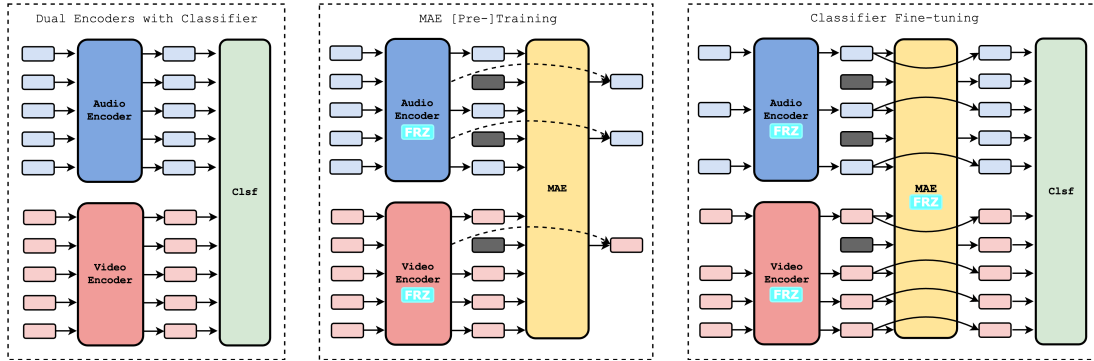 Dual Encoders with Classifier
Audio
Encoder
Video
Encoder
Clsf
MAE [Pre-]Training
Audio
Encoder
FRZ
Video
Encoder
FRZ
MAE
Classifier Fine-tuning
Audio
Encoder
FRZ
Video
Encoder
FRZ
MAE
FRZ
Clsf